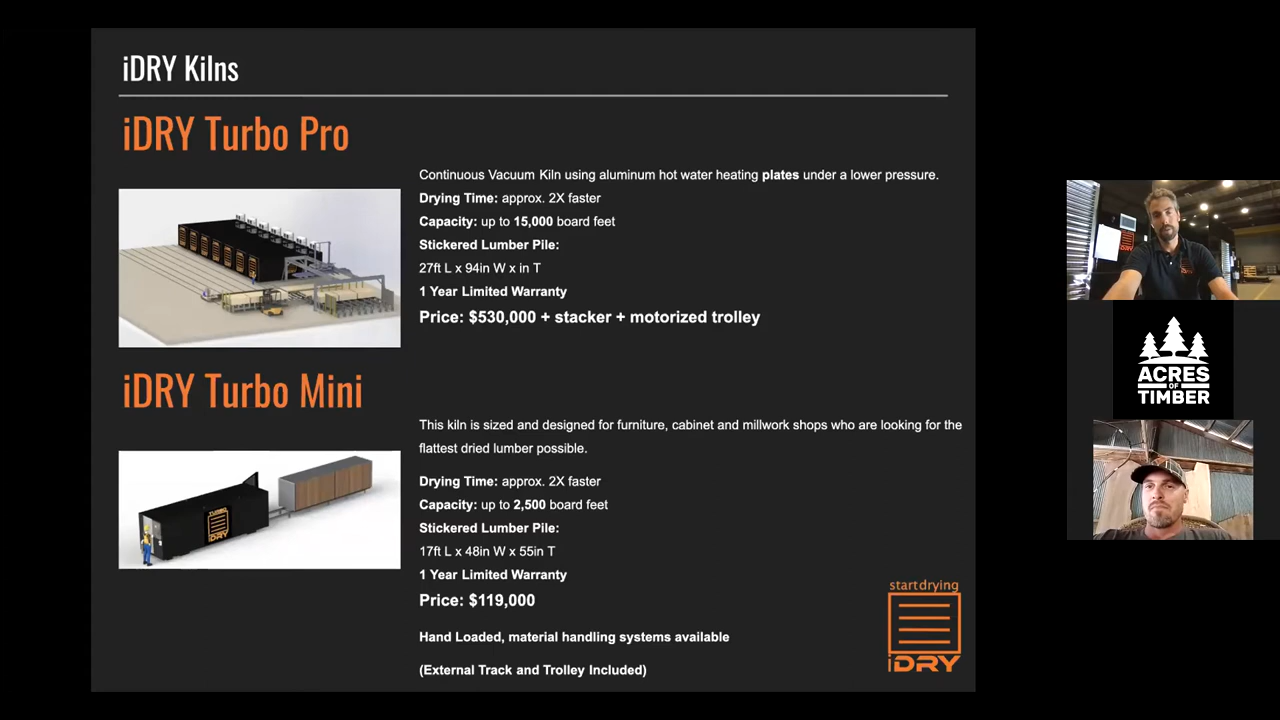 iDRY Kilns
iDRY Turbo Pro
Continuous Vacuum Kiln using aluminum hot water heating plates under a lower pressure.
Drying Time: approx. 2X faster
Capacity: up to 15,000 board feet
Stickered Lumber Pile:
27ft L x 94in W x in T
1 Year Limited Warranty
Price: $530,000 + stacker + motorized trolley
iDRY Turbo Mini
This kiln is sized and designed for furniture, cabinet and millwork shops who are looking for the
flattest dried lumber possible.
Drying Time: approx. 2X faster
Capacity: up to 2,500 board feet
Stickered Lumber Pile:
17ft L x 48in W x 55in T
1 Year Limited Warranty
Price: $119,000
Hand Loaded, material handling systems available
(External Track and Trolley Included)
TURBO
iDRY
startdrying
iDRY
ACRES
OF
TIMBER